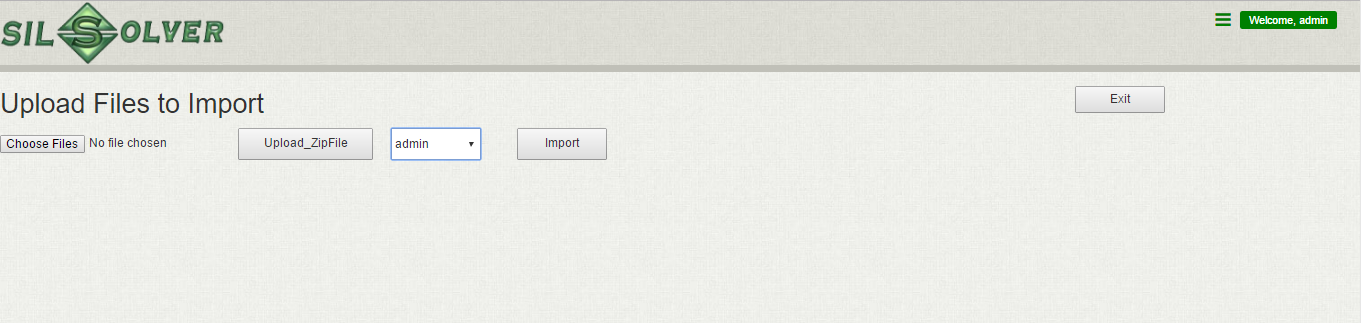 SIL SOLVER
Welcome, admin
Upload Files to Import
Exit
Choose Files No file chosen Upload_ZipFile admin Import